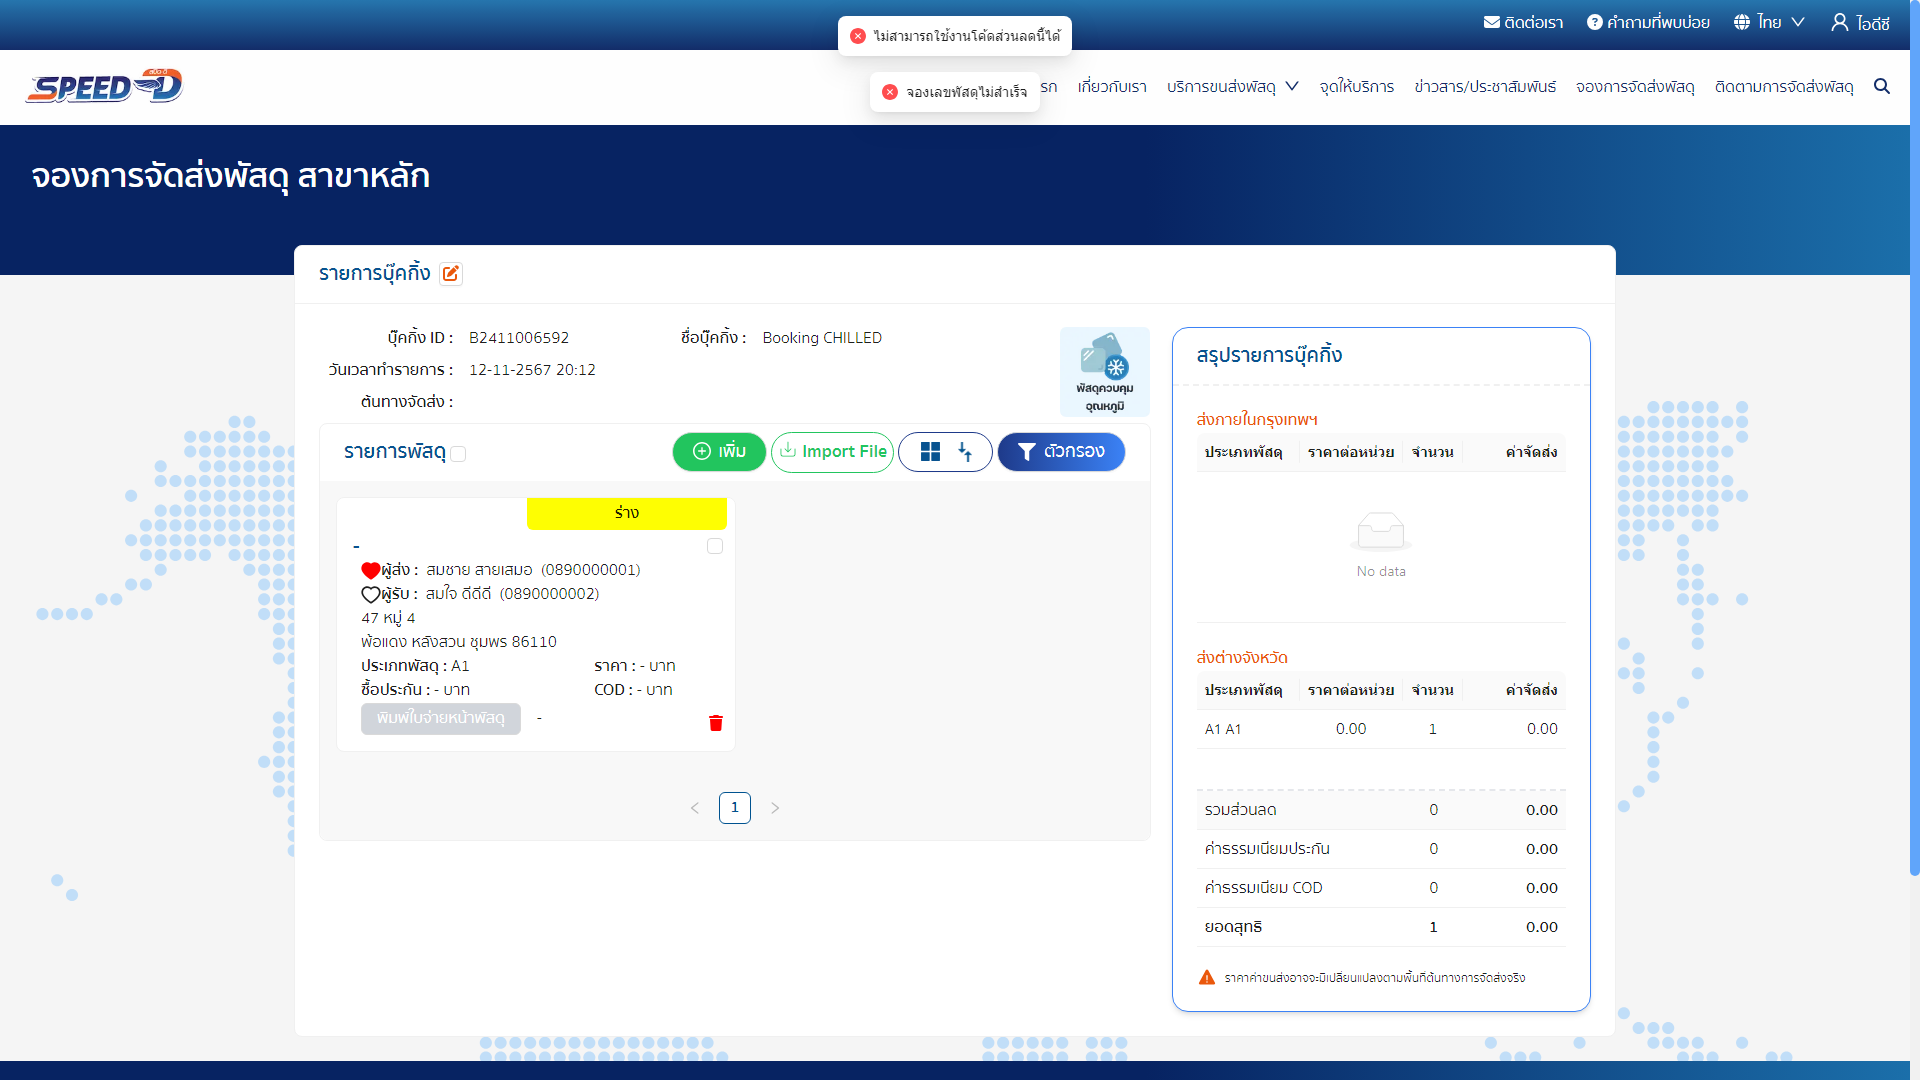 ติดต่อเรา
คำถามที่พบบ่อย
ไทย
ไอดีซี
ไม่สามารถใช้งานโค้ดส่วนลดนี้ได้
จองเลขพัสดุไม่สำเร็จ
SPEED-D
รก
เกี่ยวกับเรา
บริการขนส่งพัสดุ
จุดให้บริการ
ข่าวสาร/ประชาสัมพันธ์
จองการจัดส่งพัสดุ
ติดตามการจัดส่งพัสดุ
จองการจัดส่งพัสดุ สาขาหลัก
รายการบุ๊คกิ้ง
บุ๊คกิ้ง ID : B2411006592
ชื่อบุ๊คกิ้ง : Booking CHILLED
วันเวลาทำรายการ : 12-11-2567 20:12
ต้นทางจัดส่ง :
พัสดุควบคุม
อุณหภูมิ
รายการพัสดุ
เพิ่ม
Import File
ตัวกรอง
ร่าง
-
ผู้ส่ง : สมชาย สายเสมอ (0890000001)
ผู้รับ : สมใจ ดีดีดี (0890000002)
47 หมู่ 4
พ้อแดง หลังสวน ชุมพร 86110
ประเภทพัสดุ : A1 ราคา : - บาท
ซื้อประกัน : - บาท COD : - บาท
พิมพ์ใบจ่ายหน้าพัสดุ -
1
สรุปรายการบุ๊คกิ้ง
ส่งภายในกรุงเทพฯ
ประเภทพัสดุ ราคาต่อหน่วย จำนวน ค่าจัดส่ง
No data
ส่งต่างจังหวัด
ประเภทพัสดุ ราคาต่อหน่วย จำนวน ค่าจัดส่ง
A1 A1 0.00 1 0.00
รวมส่วนลด 0 0.00
ค่าธรรมเนียมประกัน 0 0.00
ค่าธรรมเนียม COD 0 0.00
ยอดสุทธิ 1 0.00
ราคาค่าขนส่งอาจจะมีเปลี่ยนแปลงตามพื้นที่ต้นทางการจัดส่งจริง